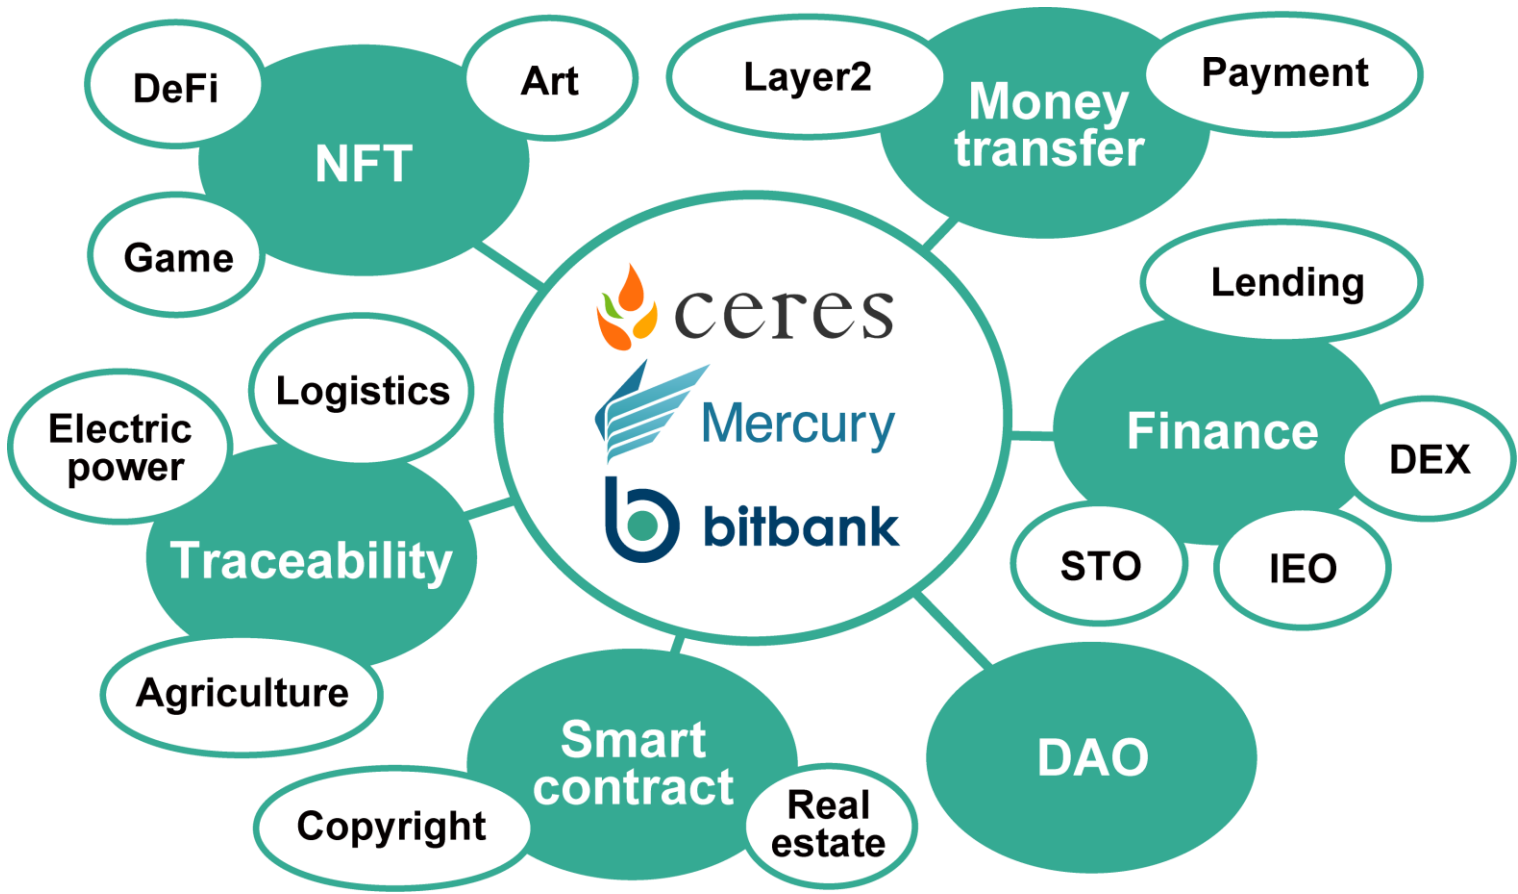 DeFi
Art
NFT
Game
Layer2
Money
transfer
Payment
Lending
Finance
DEX
STO
IEO
ceres
Mercury
bitbank
Logistics
Electric
power
Traceability
Agriculture
Smart
contract
Copyright
Real
estate
DAO